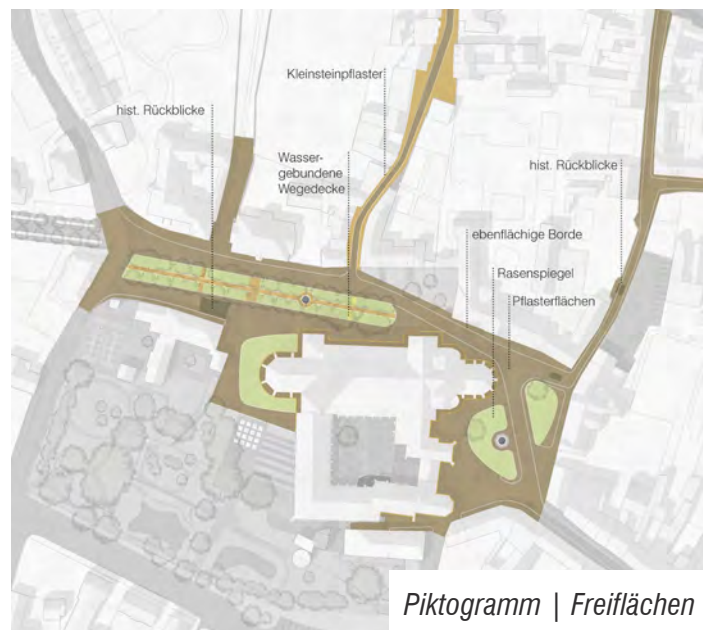 Kleinsteinpflaster
hist. Rückblicke
Wasser-
gebundene
Wegedecke
hist. Rückblicke
ebenflächige Borde
Rasenspiegel
Pflasterflächen
Piktogramm | Freiflächen